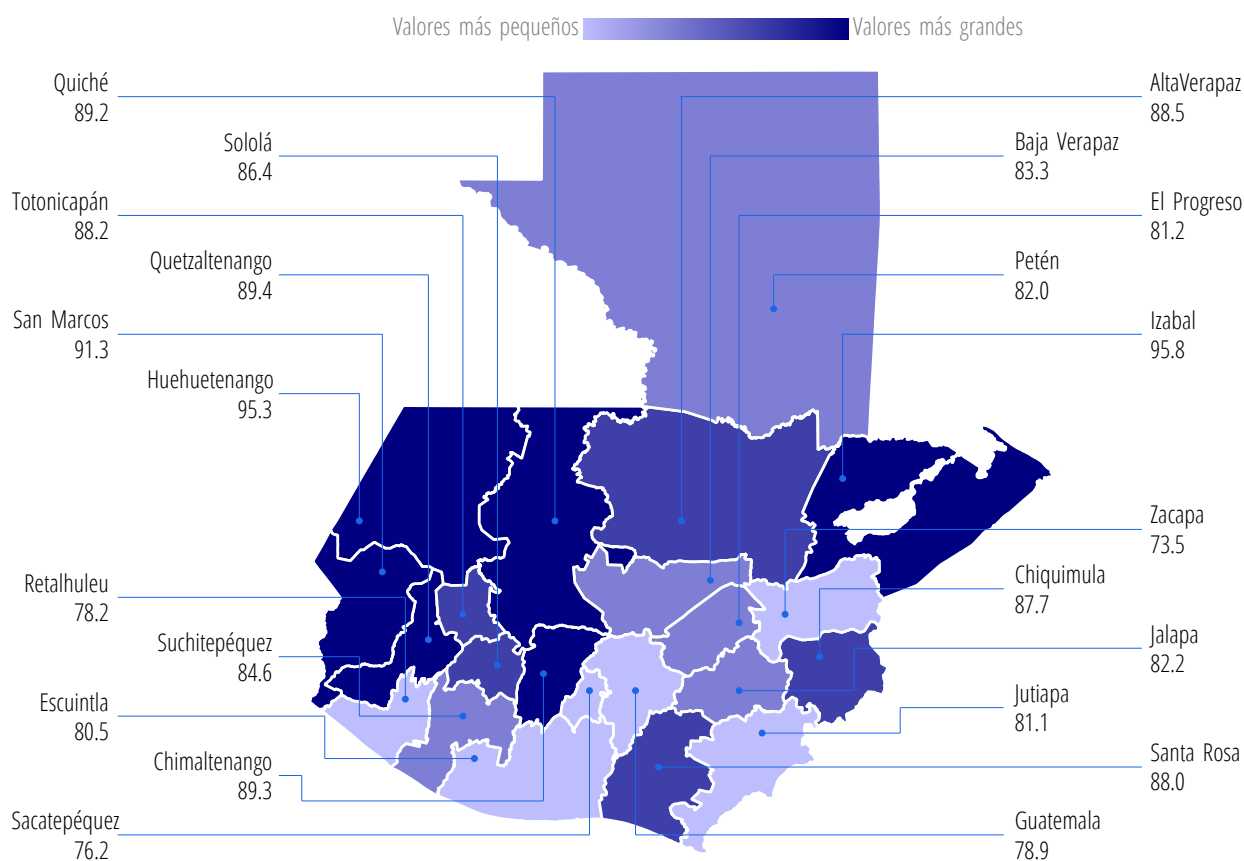 Valores más pequeños
Valores más grandes
Quiché
89.2
Sololá
86.4
Totonicapán
88.2
Quetzaltenango
89.4
San Marcos
91.3
Huehuetenango
95.3
Retalhuleu
78.2
Suchitepéquez
84.6
Escuintla
80.5
Chimaltenango
89.3
Sacatepéquez
76.2
AltaVerapaz
88.5
Baja Verapaz
83.3
El Progreso
81.2
Petén
82.0
Izabal
95.8
Zacapa
73.5
Chiquimula
87.7
Jalapa
82.2
Jutiapa
81.1
Santa Rosa
88.0
Guatemala
78.9